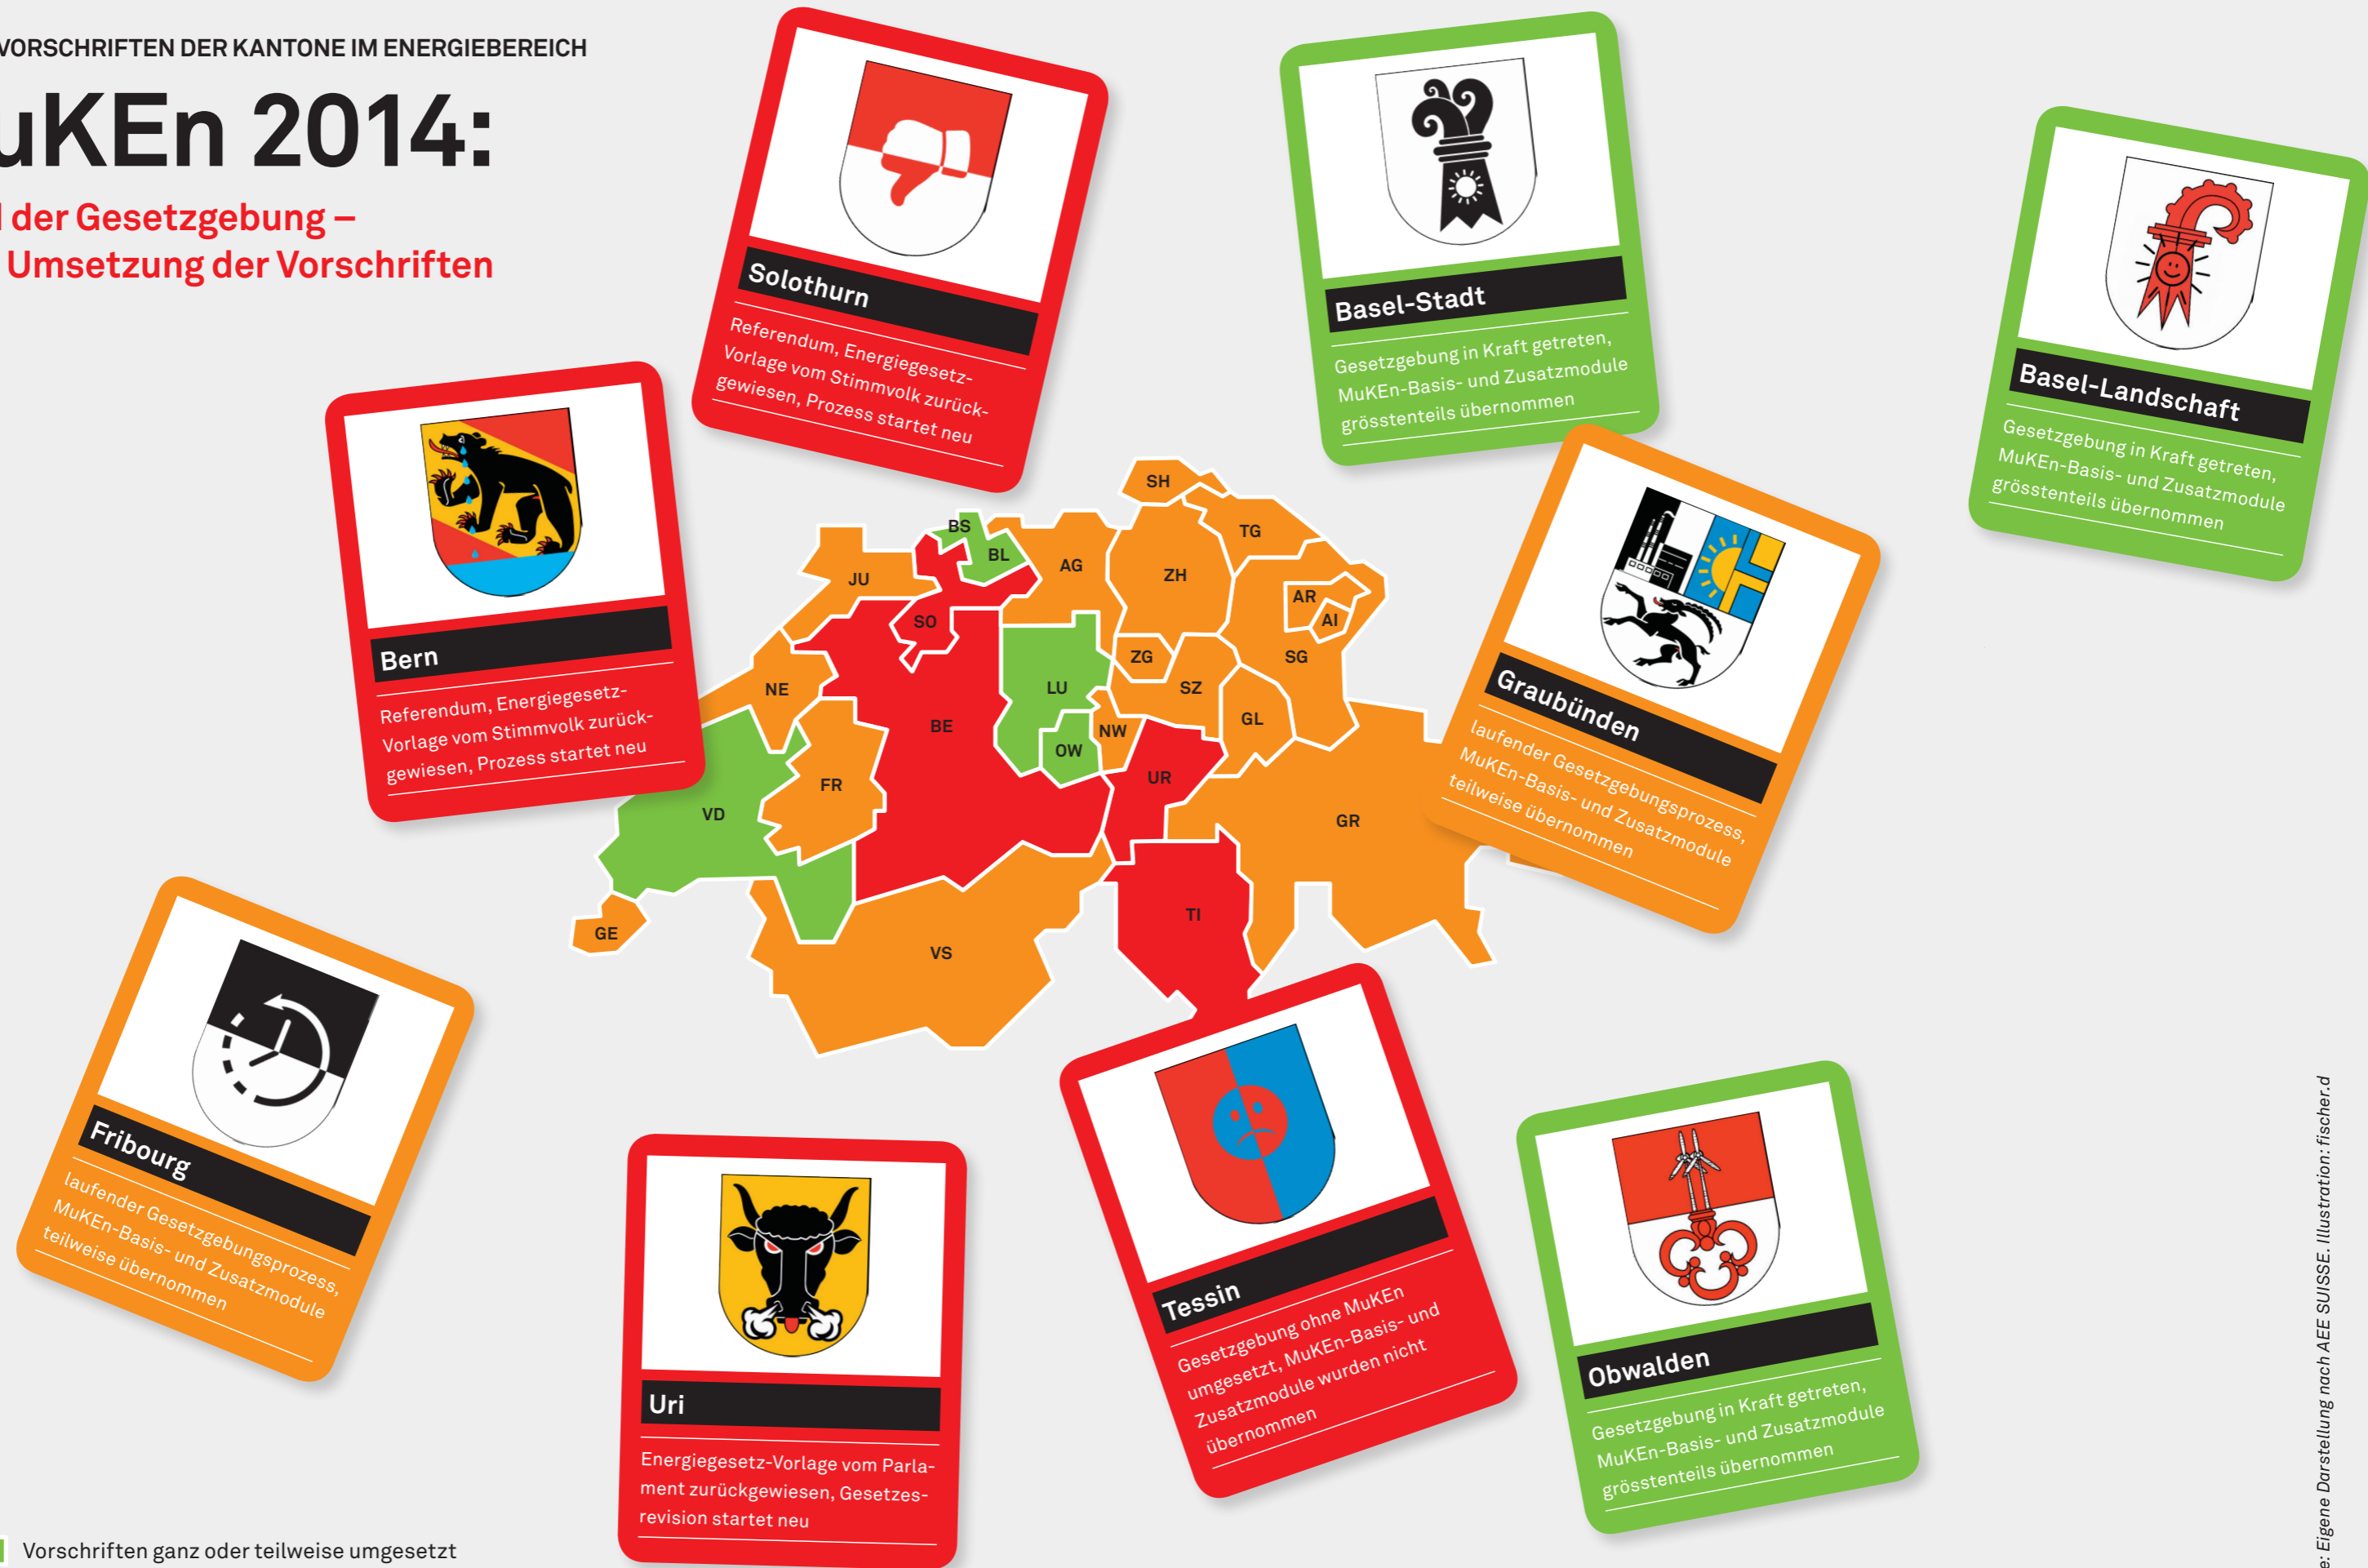 VORSCHRIFTEN DER KANTONE IM ENERGIEBEREICH
uKEn 2014:
der Gesetzgebung –
Umsetzung der Vorschriften
Solothurn
Referendum, Energiegesetz-
Vorlage vom Stimmvolk zurück-
gewiesen, Prozess startet neu
Basel-Stadt
Gesetzgebung in Kraft getreten,
MuKEn-Basis- und Zusatzmodule
grösstenteils übernommen
Basel-Landschaft
Gesetzgebung in Kraft getreten,
MuKEn-Basis- und Zusatzmodule
grösstenteils übernommen
Bern
Referendum, Energiegesetz-
Vorlage vom Stimmvolk zurück-
gewiesen, Prozess startet neu
Graubünden
laufender Gesetzgebungsprozess,
MuKEn-Basis- und Zusatzmodule
teilweise übernommen
SH
BS
TG
BL
AG
JU
ZH
AR
SO
AI
ZG
SG
NE
LU
SZ
GL
BE
NW
OW
UR
FR
VD
GR
TI
GE
VS
Fribourg
laufender Gesetzgebungsprozess,
MuKEn-Basis- und Zusatzmodule
teilweise übernommen
Uri
Energiegesetz-Vorlage vom Parla-
ment zurückgewiesen, Gesetzes-
revision startet neu
Tessin
Gesetzgebung ohne MuKEn
umgesetzt, MuKEn-Basis- und
Zusatzmodule wurden nicht
übernommen
Obwalden
Gesetzgebung in Kraft getreten,
MuKEn-Basis- und Zusatzmodule
grösstenteils übernommen
Vorschriften ganz oder teilweise umgesetzt
e: Eigene Darstellung nach AEE SUISSE. Illustration: fischer.d